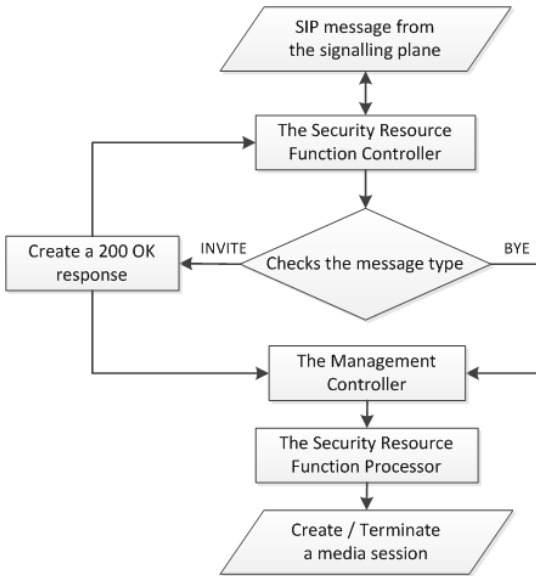 SIP message from
the signalling plane
The Security Resource
Function Controller
Checks the message type
INVITE
BYE
Create a 200 OK
response
The Management
Controller
The Security Resource
Function Processor
Create / Terminate
a media session